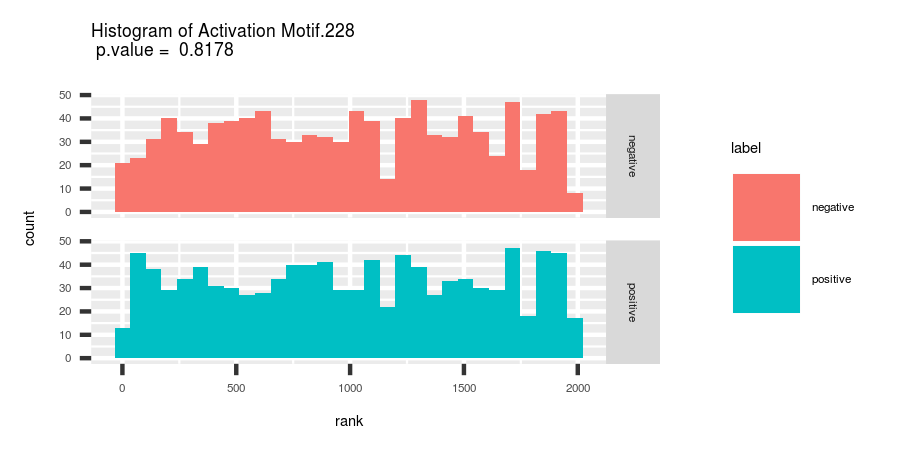 Histogram of Activation Motif.228
p.value =  0.8178
count
50
40
30
20
10
0
negative
50
40
30
20
10
0
positive
0 500 1000 1500 2000
rank
label
negative
positive